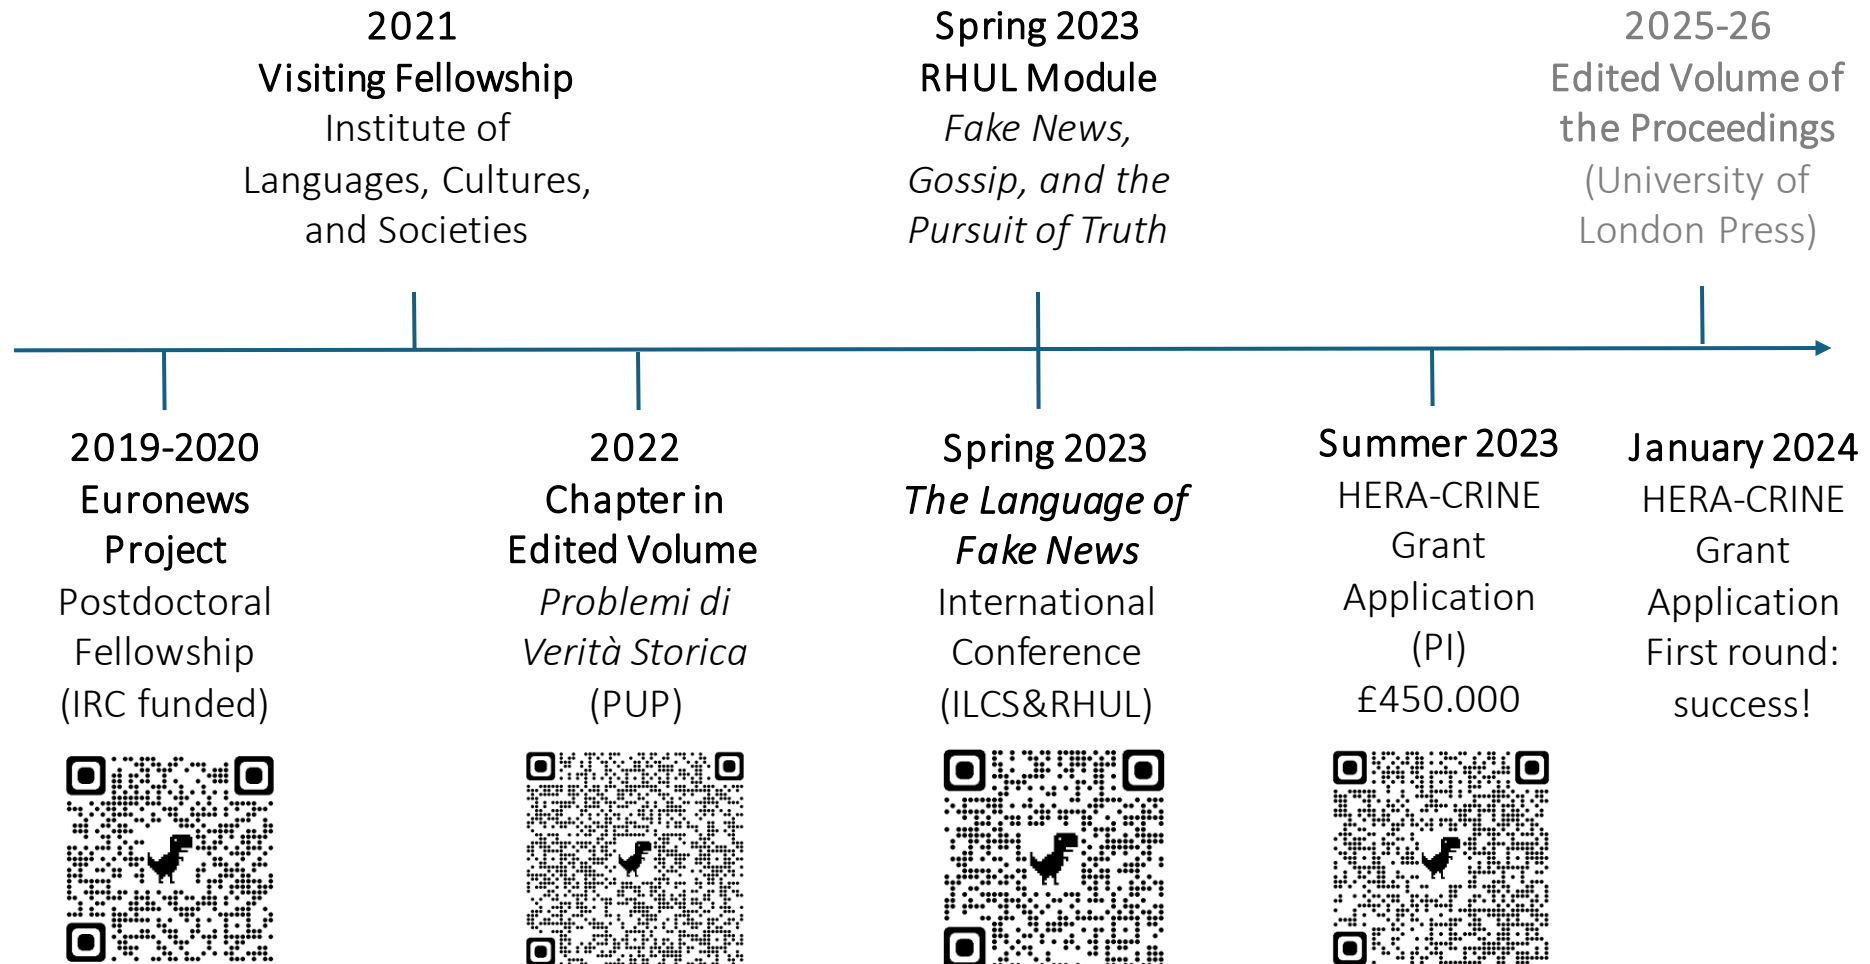 2021
Visiting Fellowship
Institute of
Languages, Cultures,
and Societies
Spring 2023
RHUL Module
Fake News,
Gossip, and the
Pursuit of Truth
2025-26
Edited Volume of
the Proceedings
(University of
London Press)
2019-2020
Euronews
Project
Postdoctoral
Fellowship
(IRC funded)
2022
Chapter in
Edited Volume
Problemi di
Verità Storica
(PUP)
Spring 2023
The Language of
Fake News
International
Conference
(ILCS&RHUL)
Summer 2023
HERA-CRINE
Grant
Application
(PI)
£450.000
January 2024
HERA-CRINE
Grant
Application
First round:
success!